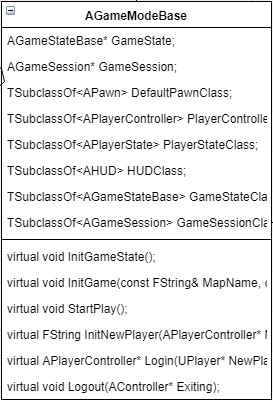 AGameModeBase
AGameStateBase* GameState;
AGameSession* GameSession;
TSubclassOf<APawn> DefaultPawnClass;
TSubclassOf<APlayerController> PlayerControlle
TSubclassOf<APlayerState> PlayerStateClass;
TSubclassOf<AHUD> HUDClass;
TSubclassOf<AGameStateBase> GameStateCla
TSubclassOf<AGameSession> GameSessionCla
virtual void InitGameState();
virtual void InitGame(const FString& MapName,
virtual void StartPlay();
virtual FString InitNewPlayer(APlayerController*
virtual APlayerController* Login(UPlayer* NewPla
virtual void Logout(AController* Exiting);